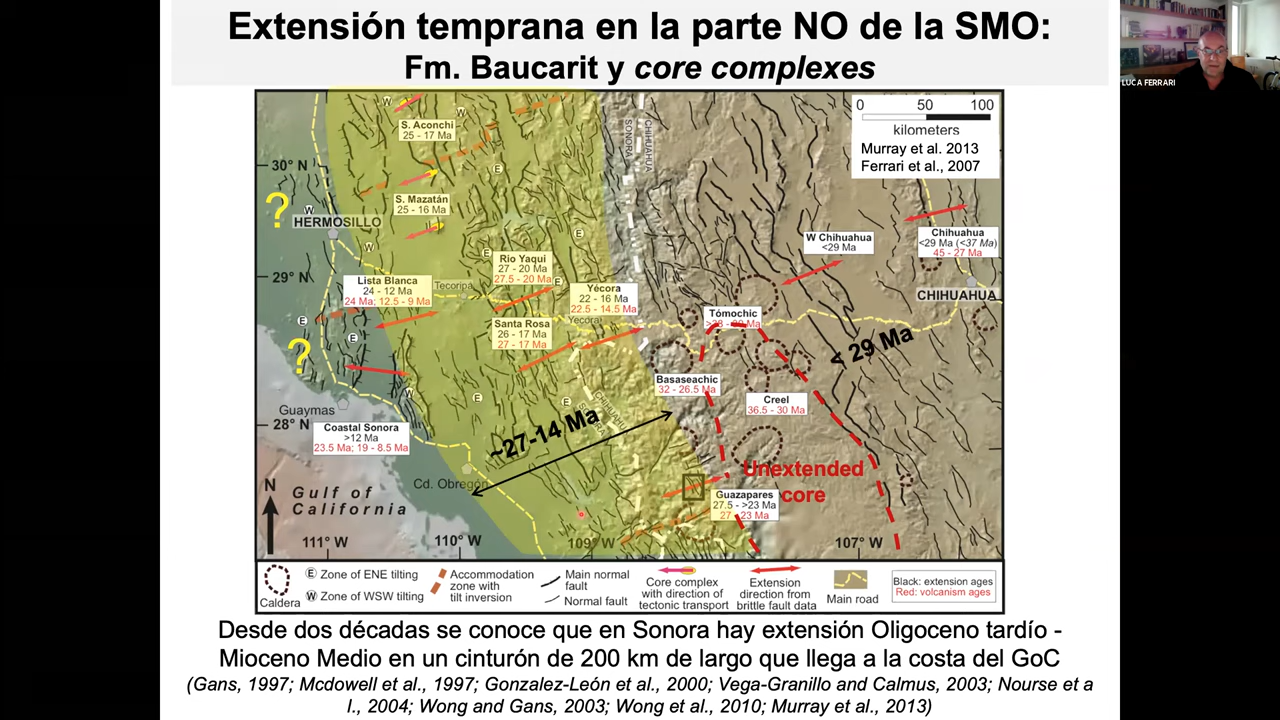 Extensión temprana en la parte NO de la SMO:
Fm. Baucarit y core complexes
LUCA FERRARI
0 50 100
kilometers
Murray et al. 2013
Ferrari et al., 2007
SONORA
CHIHUAHUA
S. Aconchi
25 - 17 Ma
30° N
S. Mazatán
25 - 16 Ma
?
HERMOSILLO
W Chihuahua
<29 Ma
Chihuahua
<29 Ma (<37 Ma)
45 - 27 Ma
CHIHUAHUA
29° N
Río Yaqui
27 - 20 Ma
27.5 - 20 Ma
Lista Blanca
24 - 12 Ma
24 Ma; 12.5 - 9 Ma
Tecoripa
Yécora
22 - 16 Ma
22.5 - 14.5 Ma
Yécora
Santa Rosa
26 - 17 Ma
27 - 17 Ma
Tómochic
< 29 Ma
?
Basaseachic
32 - 26.5 Ma
Creel
36.5 - 30 Ma
Guaymas
28° N
Coastal Sonora
>12 Ma
23.5 Ma; 19 - 8.5 Ma
~27-14 Ma
Unextended
core
Cd. Obregón
Guazapares
27.5 - >23 Ma
27 - 23 Ma
N
Gulf of
California
111° W 110° W 109° W 107° W
Caldera
E Zone of ENE tilting
W Zone of WSW tilting
Accommodation
zone with
tilt inversion
Main normal
fault
Normal fault
Core complex
with direction of
tectonic transport
Extension
direction from
brittle fault data
Main road
Black: extension ages
Red: volcanism ages
Desde dos décadas se conoce que en Sonora hay extensión Oligoceno tardío -
Mioceno Medio en un cinturón de 200 km de largo que llega a la costa del GoC
(Gans, 1997; Mcdowell et al., 1997; Gonzalez-León et al., 2000; Vega-Granillo and Calmus, 2003; Nourse et a
l., 2004; Wong and Gans, 2003; Wong et al., 2010; Murray et al., 2013)